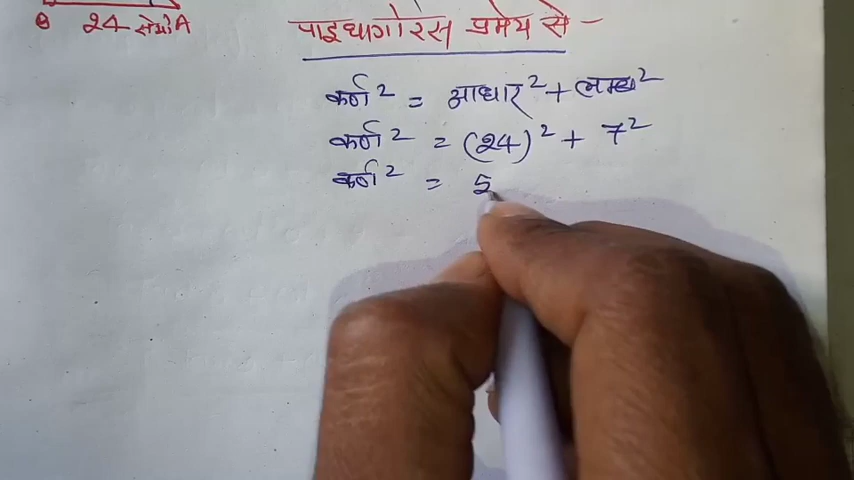 B 24 सेमी A
पाइथागोरस प्रमेय से -
कर्ण² = आधार² + लम्ब²
कर्ण² = (24)² + 7²
कर्ण² = 5